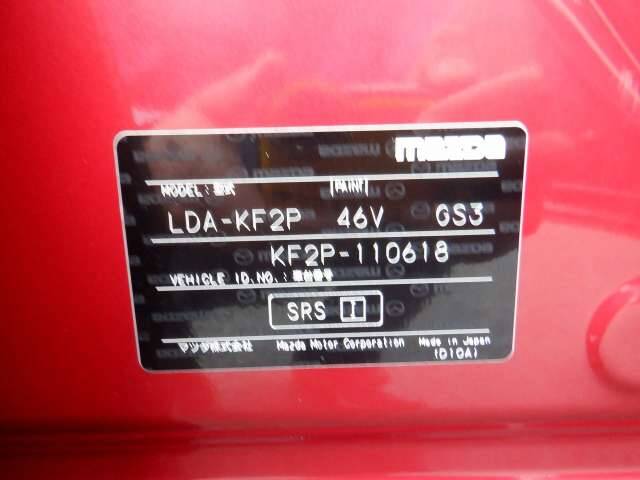 mazda
MODEL:型式 PAINT
LDA-KF2P 46V GS3
KF2P-110618
VEHICLE ID.NO.:車台番号
SRS I
マツダ株式会社 Mazda Motor Corporation Made in Japan
(D10A)